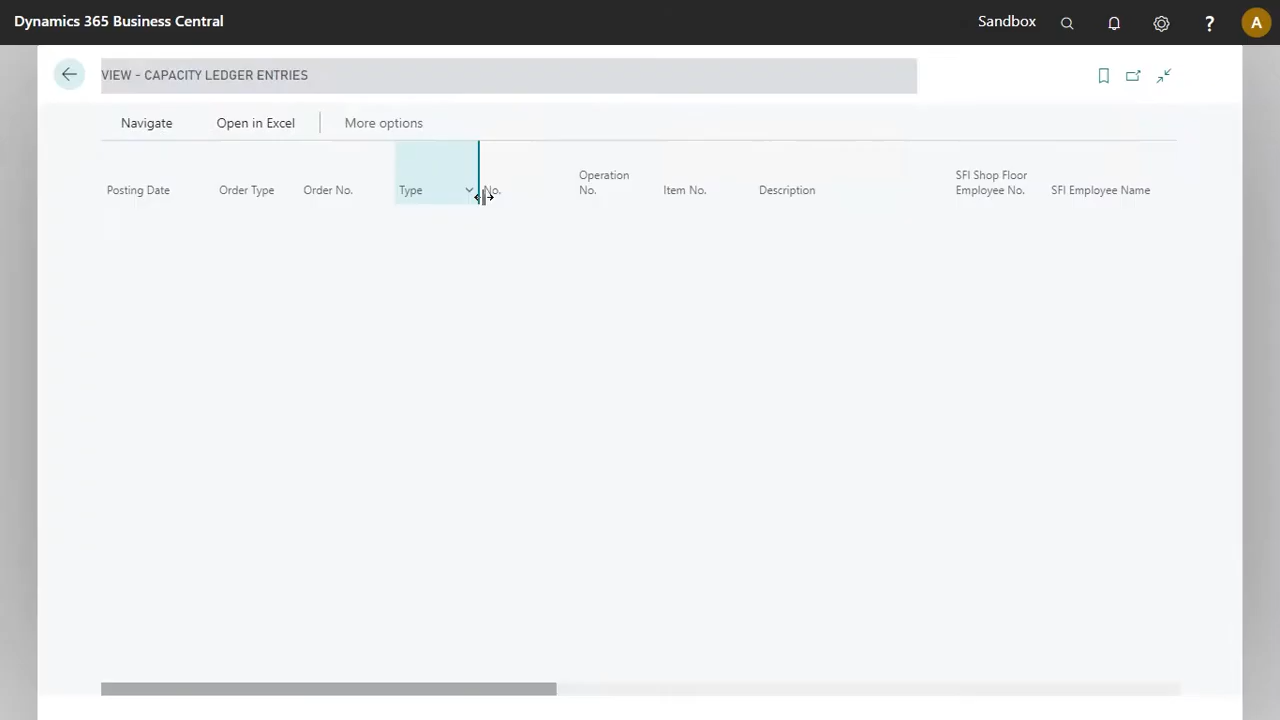 Dynamics 365 Business Central
Sandbox
?
A
VIEW - CAPACITY LEDGER ENTRIES
Navigate
Open in Excel
More options
Posting Date
Order Type
Order No.
Type
No.
Operation
No.
Item No.
Description
SFI Shop Floor
Employee No.
SFI Employee Name